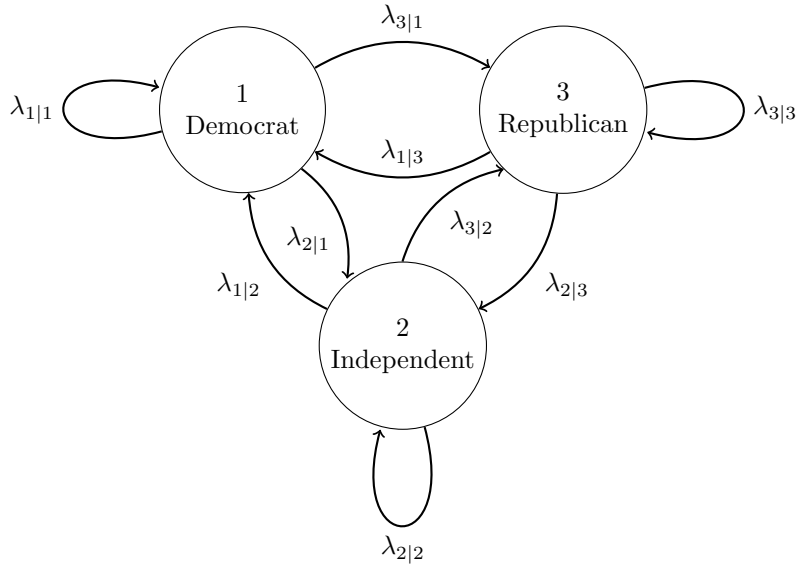 λ3|1
1
Democrat
3
Republican
λ1|1
λ3|3
λ1|3
λ2|1
λ3|2
λ1|2
λ2|3
2
Independent
λ2|2